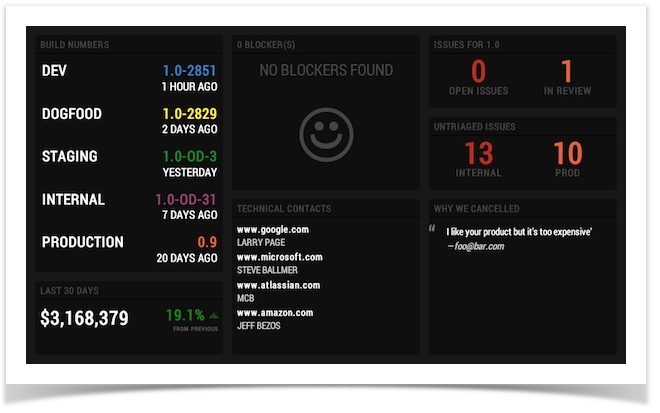 BUILD NUMBERS
DEV 1.0-2851
1 HOUR AGO
DOGFOOD 1.0-2829
2 DAYS AGO
STAGING 1.0-OD-3
YESTERDAY
INTERNAL 1.0-OD-31
7 DAYS AGO
PRODUCTION 0.9
20 DAYS AGO
LAST 30 DAYS
$3,168,379 19.1%
FROM PREVIOUS
0 BLOCKER(S)
NO BLOCKERS FOUND
TECHNICAL CONTACTS
www.google.com
LARRY PAGE
www.microsoft.com
STEVE BALLMER
www.atlassian.com
MCB
www.amazon.com
JEFF BEZOS
ISSUES FOR 1.0
0 1
OPEN ISSUES IN REVIEW
UNTRIAGED ISSUES
13 10
INTERNAL PROD
WHY WE CANCELLED
“ I like your product but it's too expensive'
—foo@bar.com